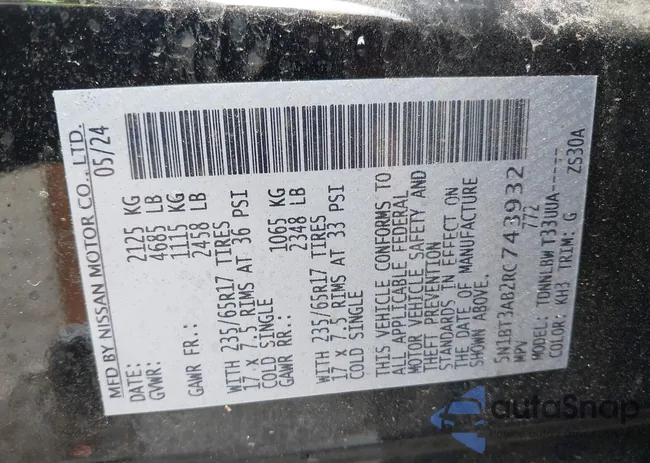 MFD BY NISSAN MOTOR CO., LTD.
DATE: 05/24
GVWR: 2125 KG
4685 LB
GAWR FR.: 1115 KG
2458 LB
WITH 235/65R17 TIRES
17 X 7.5 RIMS AT 36 PSI
COLD SINGLE
GAWR RR.: 1065 KG
2348 LB
WITH 235/65R17 TIRES
17 X 7.5 RIMS AT 33 PSI
COLD SINGLE
THIS VEHICLE CONFORMS TO
ALL APPLICABLE FEDERAL
MOTOR VEHICLE SAFETY AND
THEFT PREVENTION
STANDARDS IN EFFECT ON
THE DATE OF MANUFACTURE
SHOWN ABOVE.
5N1BT3AB2RC743932
MPV 772
MODEL: TDNNLBWT33UUA-----
COLOR: KH3 TRIM: G ZS30A
autoSnap